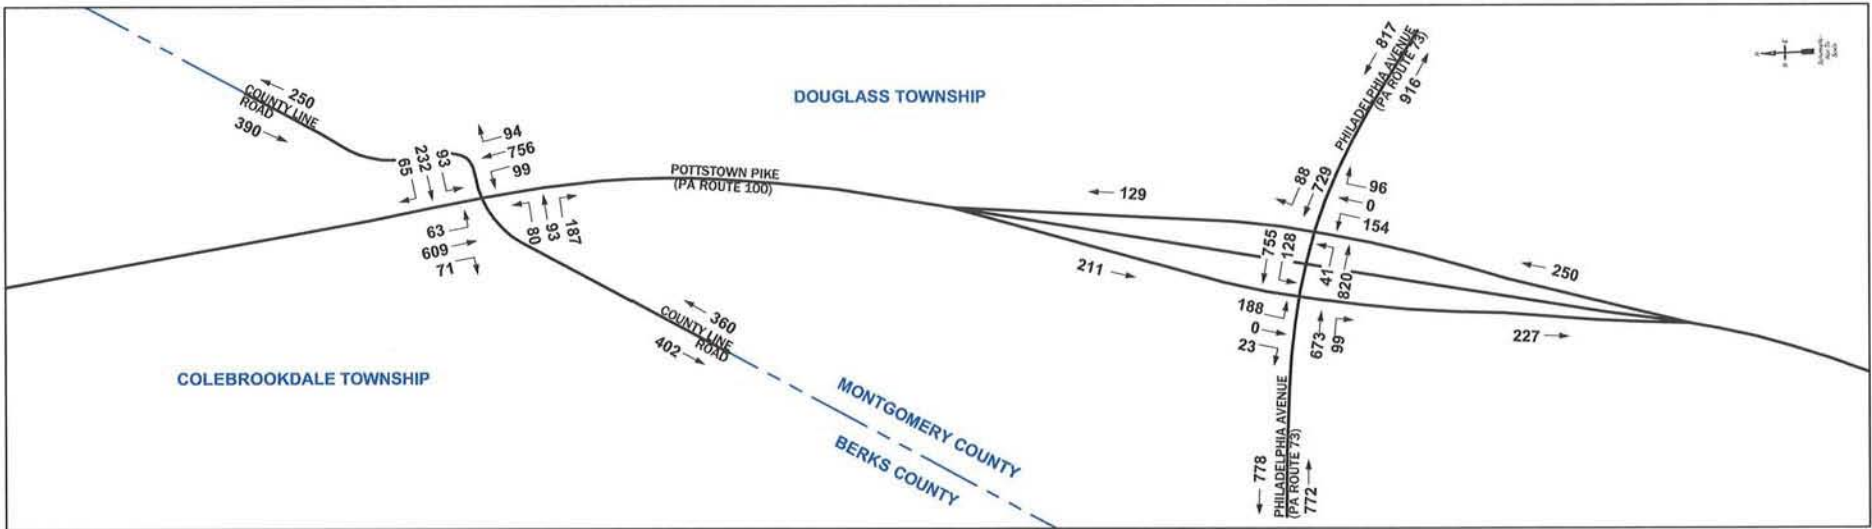 DOUGLASS TOWNSHIP
250
COUNTY LINE
ROAD
390
65
232
93
94
756
99
63
609
71
80
93
187
POTTSTOWN PIKE
(PA ROUTE 100)
360
COUNTY LINE
ROAD
402
COLEBROOKDALE TOWNSHIP
MONTGOMERY COUNTY
BERKS COUNTY
129
211
817
PHILADELPHIA AVENUE
(PA ROUTE 73)
916
88
729
96
0
154
755
128
41
820
250
188
0
23
673
99
227
778
PHILADELPHIA AVENUE
(PA ROUTE 73)
772